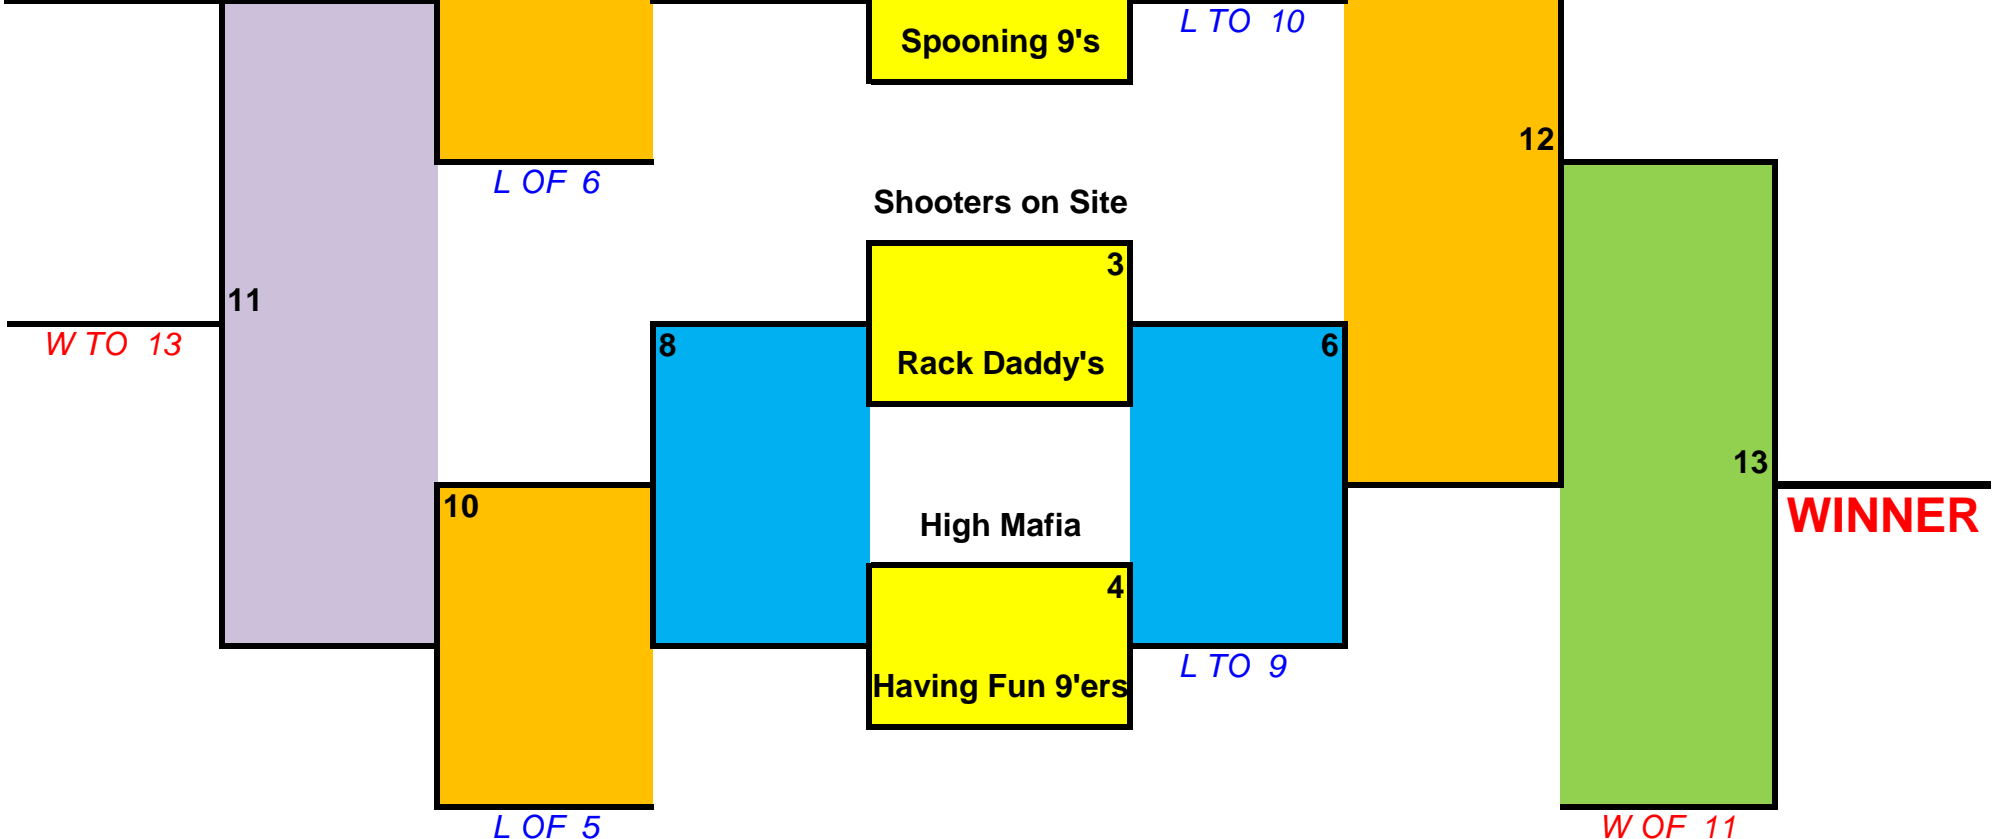 L TO 10
Spooning 9's
12
L OF 6
Shooters on Site
3
11
W TO 13
8
6
Rack Daddy's
13
10
WINNER
High Mafia
4
L TO 9
Having Fun 9'ers
L OF 5
W OF 11